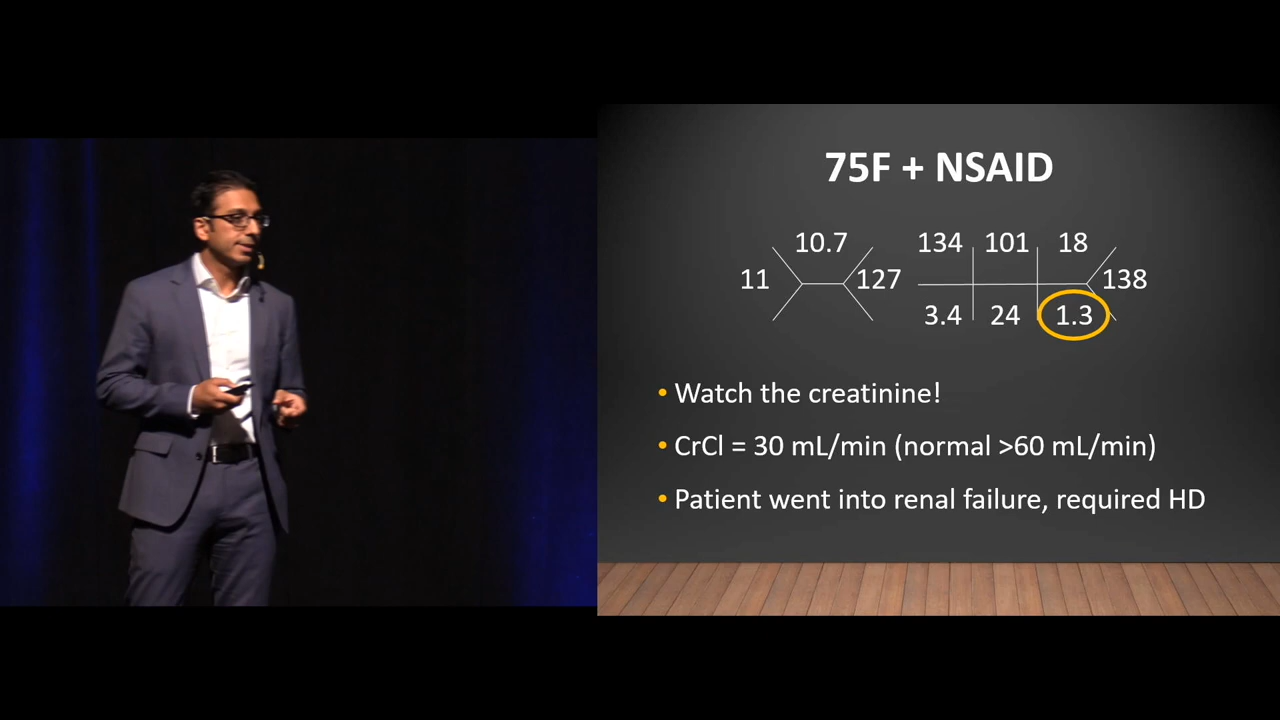 75F + NSAID
10.7 134 101 18
11 127 138
3.4 24 1.3
• Watch the creatinine!
• CrCl = 30 mL/min (normal >60 mL/min)
• Patient went into renal failure, required HD